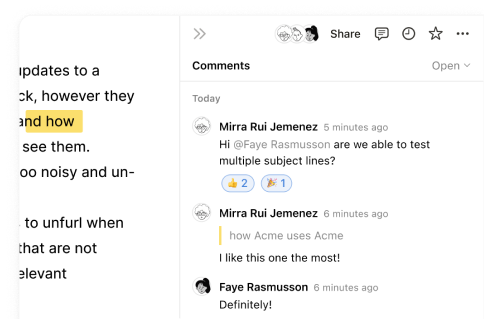 updates to a
ck, however they
and how
see them.
oo noisy and un-
to unfurl when
that are not
elevant
Share
Comments
Open
Today
Mirra Rui Jemenez 5 minutes ago
Hi @Faye Rasmusson are we able to test
multiple subject lines?
👍 2 🎉 1
Mirra Rui Jemenez 6 minutes ago
how Acme uses Acme
I like this one the most!
Faye Rasmusson 6 minutes ago
Definitely!